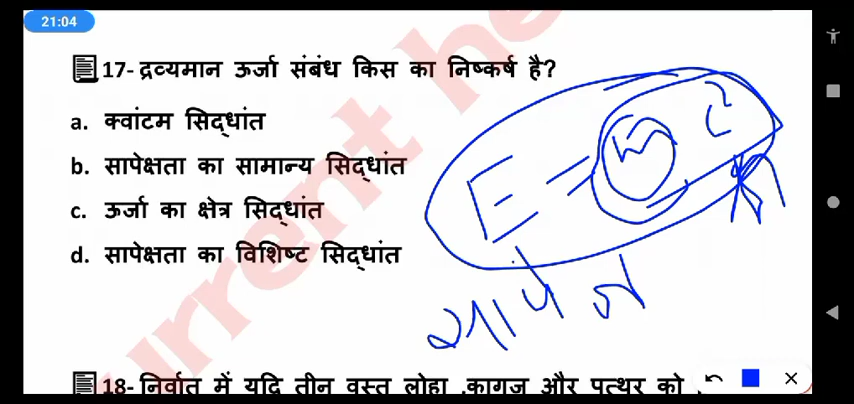 21:04
17- द्रव्यमान ऊर्जा संबंध किस का निष्कर्ष है?
a. क्वांटम सिद्धांत
b. सापेक्षता का सामान्य सिद्धांत
c. ऊर्जा का क्षेत्र सिद्धांत
d. सापेक्षता का विशिष्ट सिद्धांत
E = mc²
18- निर्वात में यदि तीन वस्तु लोहा ,कागज और पत्थर को